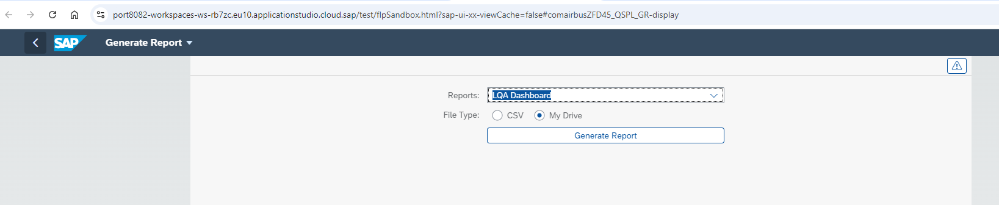 port8082-workspaces-ws-rb7zc.eu10.applicationstudio.cloud.sap/test/flpSandbox.html?sap-ui-xx-viewCache=false#comairbusZFD45_QSPL_GR-display
SAP Generate Report
Reports: LQA Dashboard
File Type: CSV My Drive
Generate Report